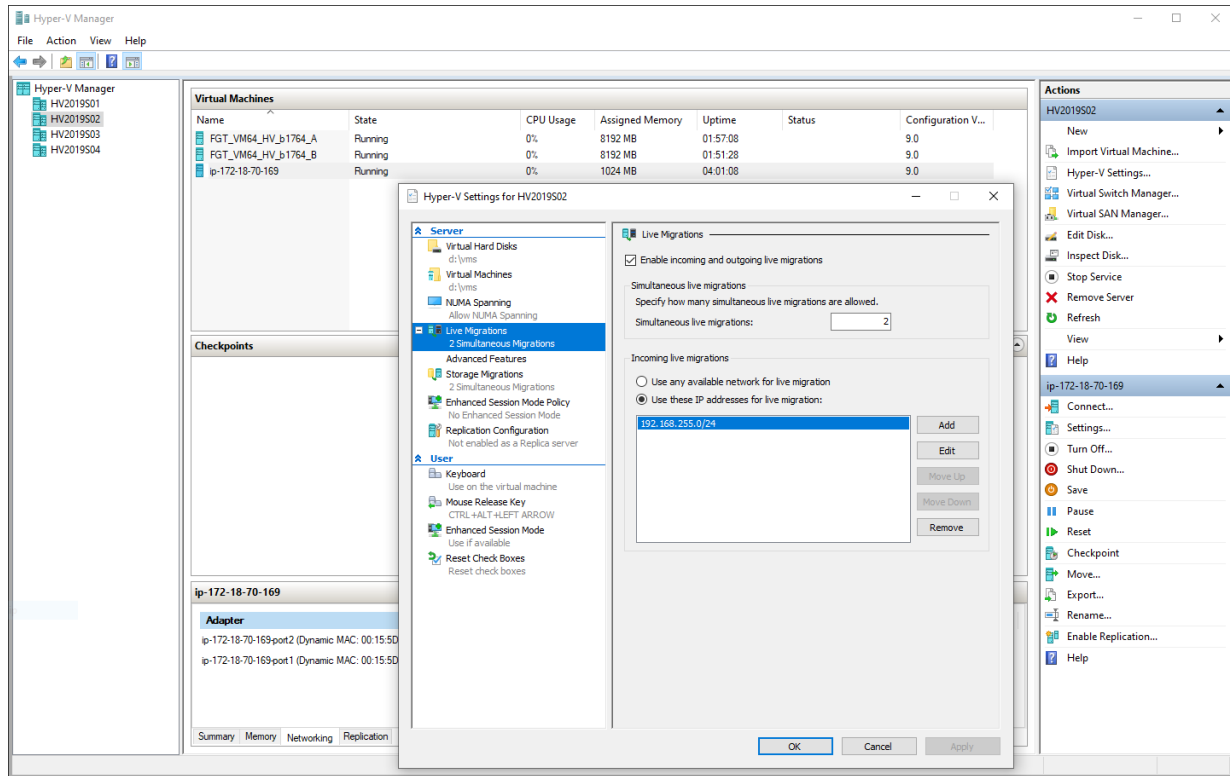 Hyper-V Manager
File Action View Help
Hyper-V Manager
HV2019S01
HV2019S02
HV2019S03
HV2019S04
Virtual Machines
Name State CPU Usage Assigned Memory Uptime Status Configuration V...
FGT_VM64_HV_b1764_A Running 0% 8192 MB 01:57:08 9.0
FGT_VM64_HV_b1764_B Running 0% 8192 MB 01:51:28 9.0
ip-172-18-70-169 Running 0% 1024 MB 04:01:08 9.0
Checkpoints
ip-172-18-70-169
Adapter
ip-172-18-70-169-port2 (Dynamic MAC: 00:15:5D
ip-172-18-70-169-port1 (Dynamic MAC: 00:15:5D
Summary Memory Networking Replication
Hyper-V Settings for HV2019S02
Server
Virtual Hard Disks
d:\vms
Virtual Machines
d:\vms
NUMA Spanning
Allow NUMA Spanning
Live Migrations
2 Simultaneous Migrations
Advanced Features
Storage Migrations
2 Simultaneous Migrations
Enhanced Session Mode Policy
No Enhanced Session Mode
Replication Configuration
Not enabled as a Replica server
User
Keyboard
Use on the virtual machine
Mouse Release Key
CTRL+ALT+LEFT ARROW
Enhanced Session Mode
Use if available
Reset Check Boxes
Reset check boxes
Live Migrations
Enable incoming and outgoing live migrations
Simultaneous live migrations
Specify how many simultaneous live migrations are allowed.
Simultaneous live migrations: 2
Incoming live migrations
Use any available network for live migration
Use these IP addresses for live migration:
192.168.255.0/24
Add
Edit
Move Up
Move Down
Remove
OK Cancel Apply
Actions
HV2019S02
New
Import Virtual Machine...
Hyper-V Settings...
Virtual Switch Manager...
Virtual SAN Manager...
Edit Disk...
Inspect Disk...
Stop Service
Remove Server
Refresh
View
Help
ip-172-18-70-169
Connect...
Settings...
Turn Off...
Shut Down...
Save
Pause
Reset
Checkpoint
Move...
Export...
Rename...
Enable Replication...
Help